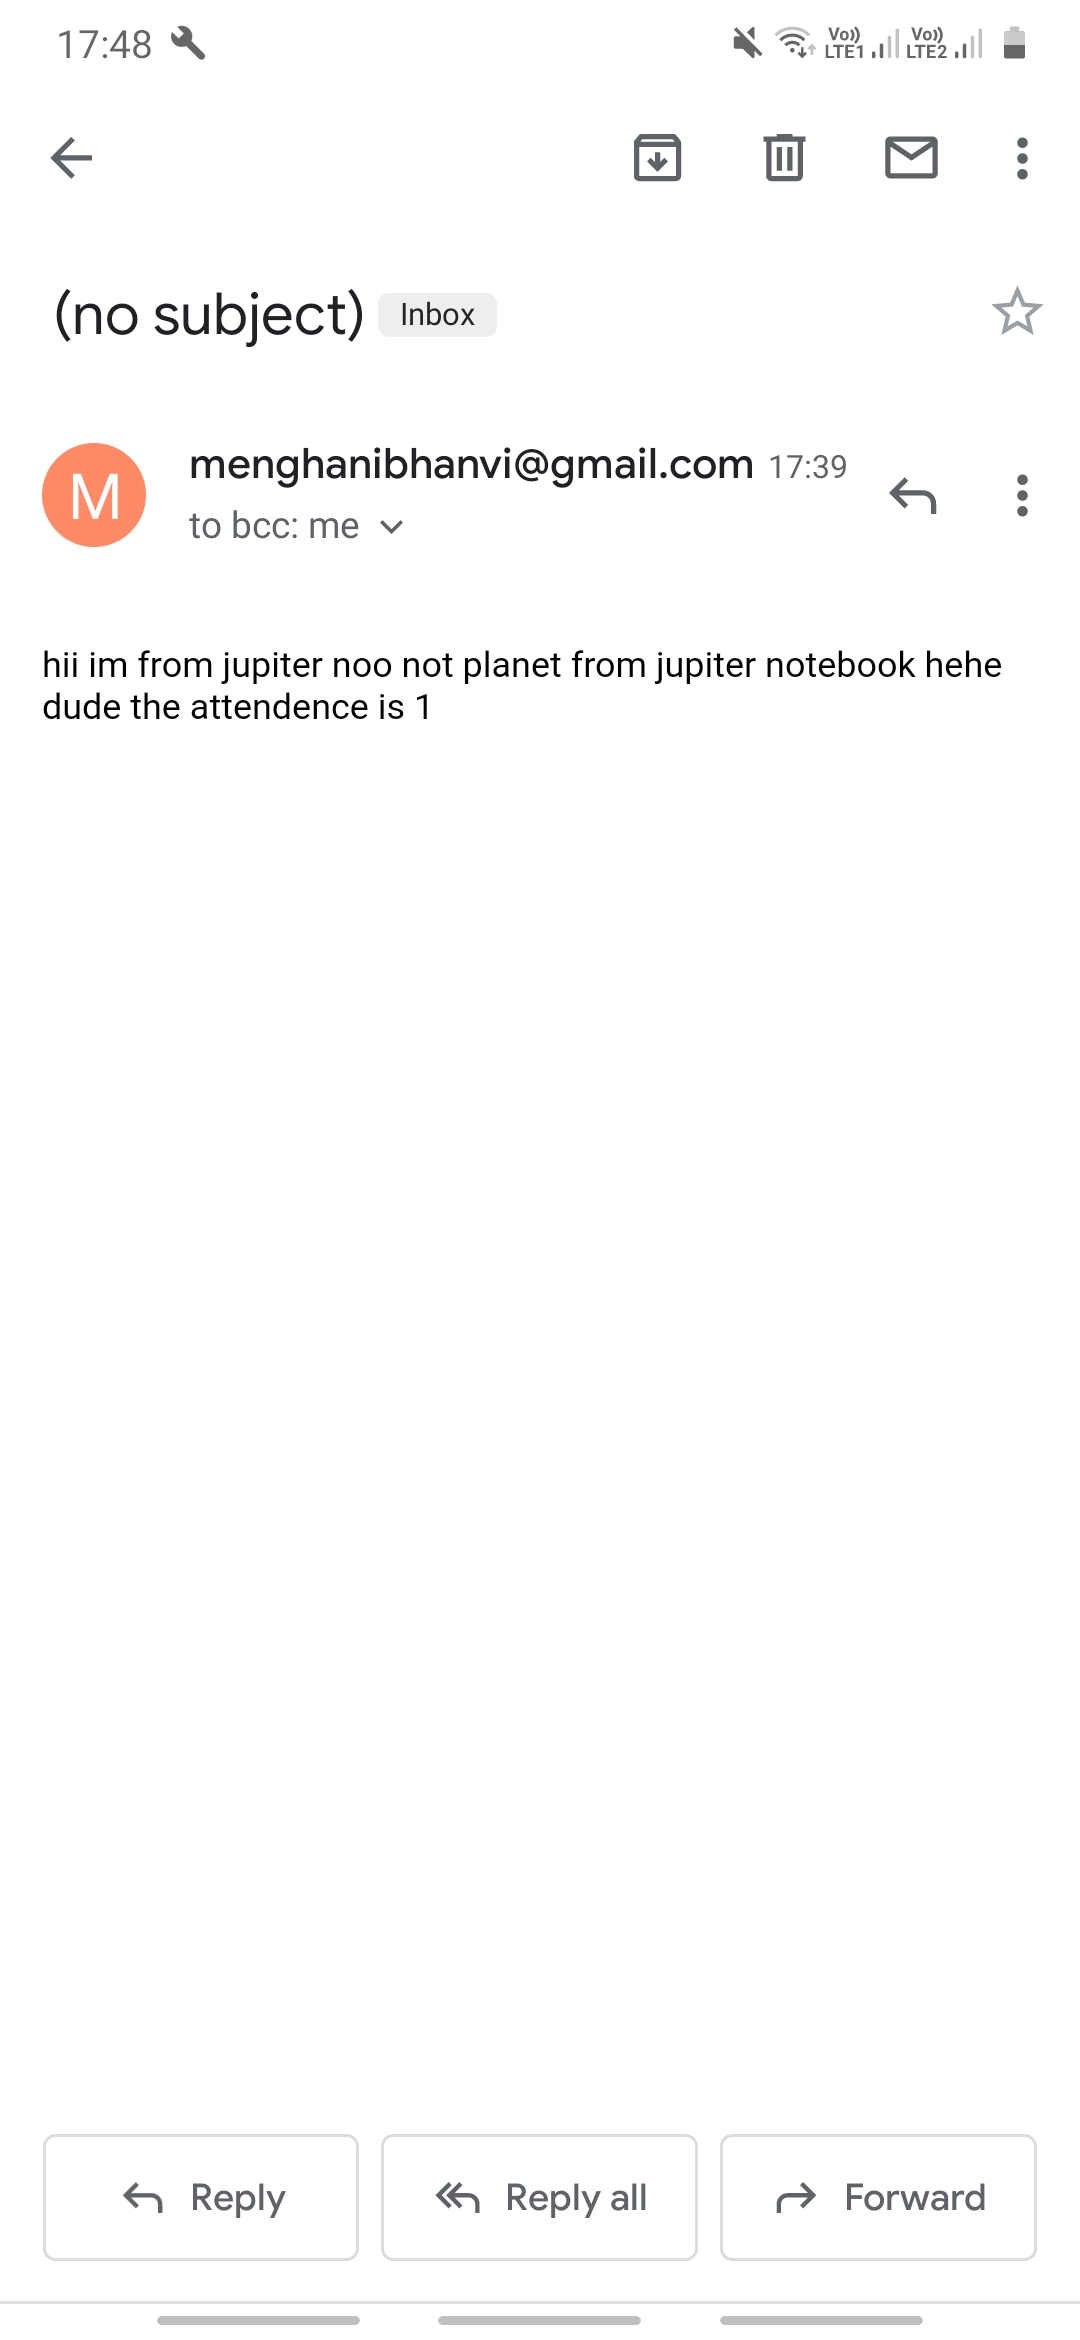 17:48 Vo)) LTE1 Vo)) LTE2
(no subject) Inbox
M menghanibhanvi@gmail.com 17:39
to bcc: me
hii im from jupiter noo not planet from jupiter notebook hehe
dude the attendence is 1
Reply Reply all Forward